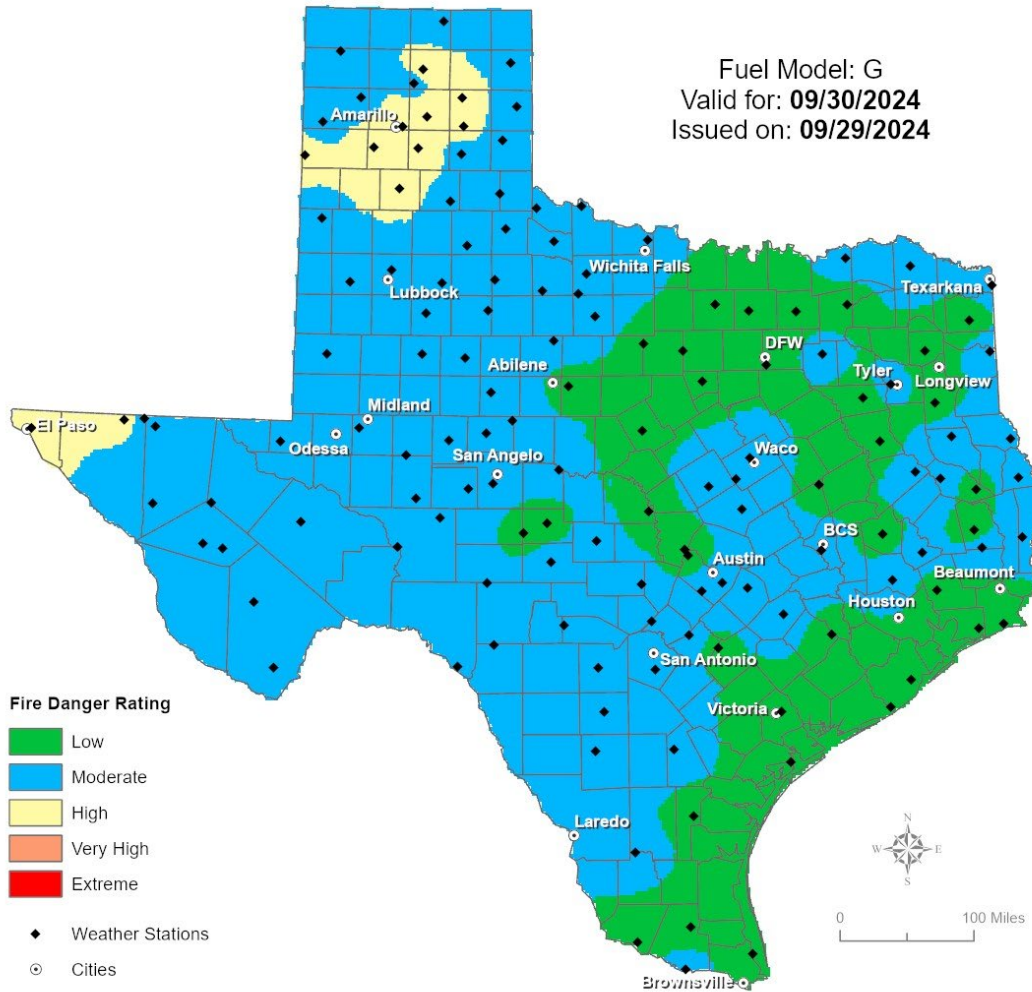 Fuel Model: G
Valid for: 09/30/2024
Issued on: 09/29/2024
Amarillo
Wichita Falls
Texarkana
Lubbock
DFW
Abilene
Tyler
Longview
Midland
El Paso
Odessa
San Angelo
Waco
BCS
Austin
Beaumont
Houston
San Antonio
Victoria
Laredo
Brownsville
Fire Danger Rating
Low
Moderate
High
Very High
Extreme
Weather Stations
Cities
N
W E
S
0 100 Miles